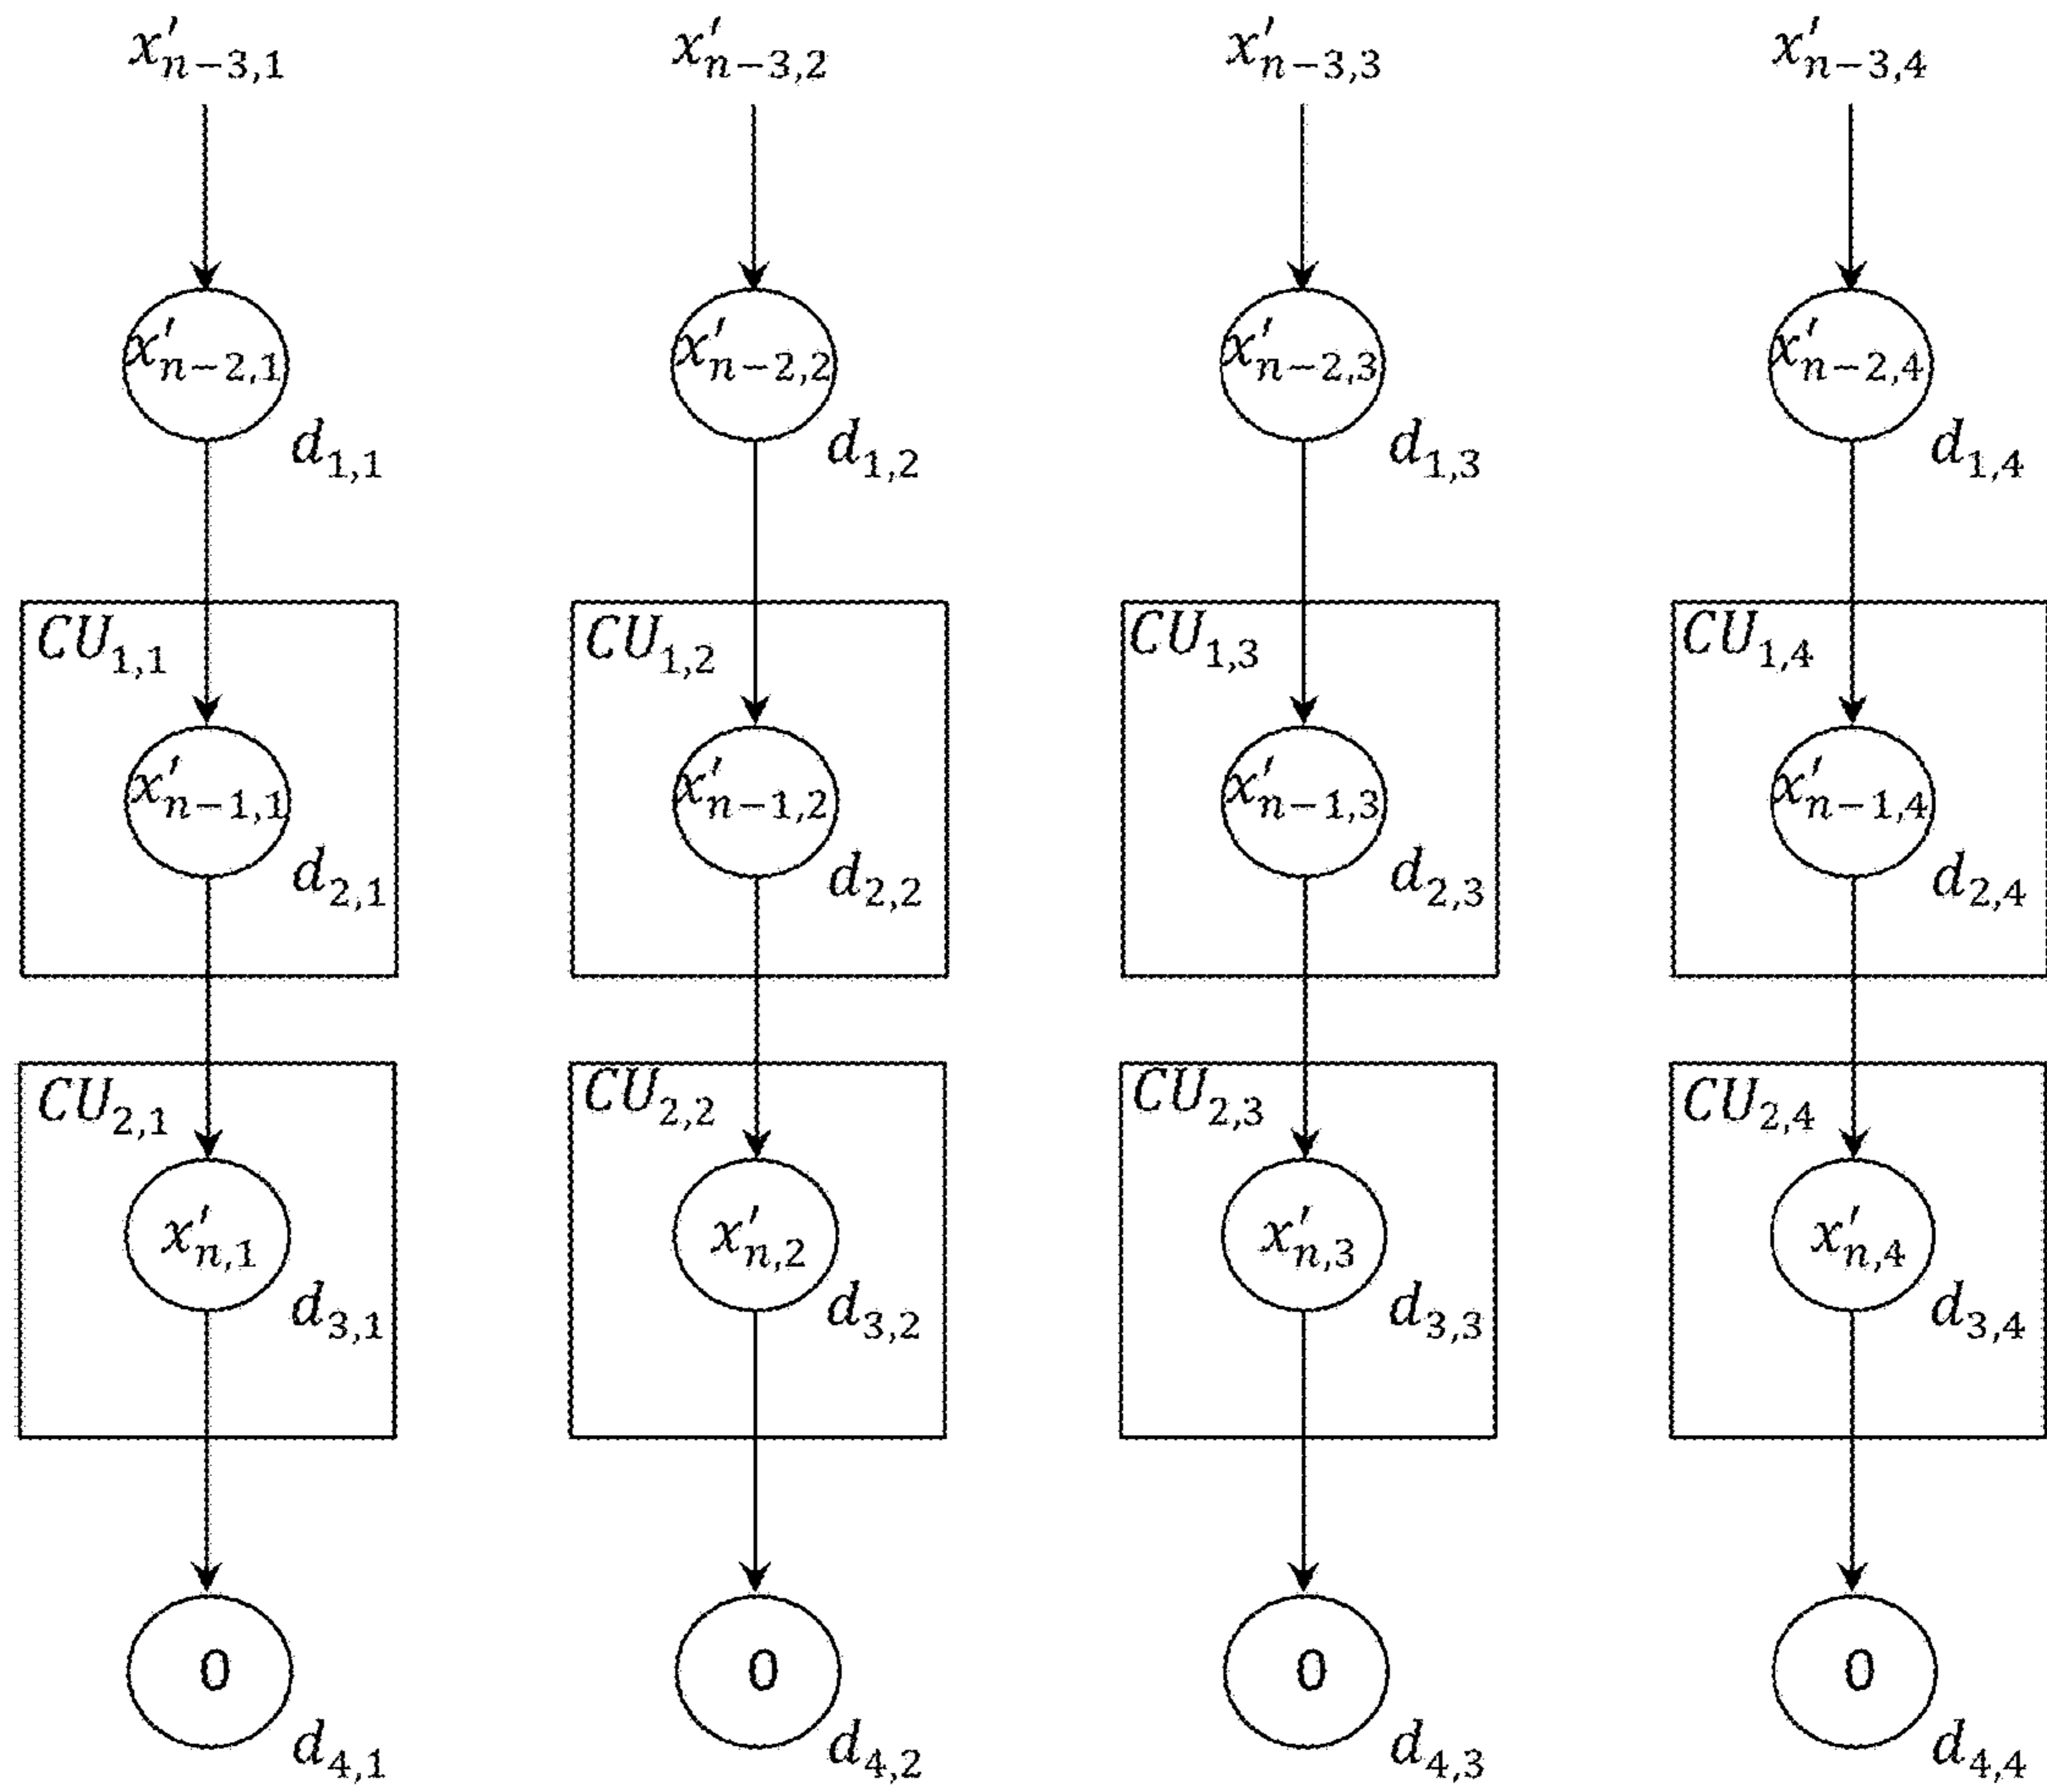 x′n−3,1 x′n−3,2 x′n−3,3 x′n−3,4
x′n−2,1 x′n−2,2 x′n−2,3 x′n−2,4
d1,1 d1,2 d1,3 d1,4
CU1,1 CU1,2 CU1,3 CU1,4
x′n−1,1 x′n−1,2 x′n−1,3 x′n−1,4
d2,1 d2,2 d2,3 d2,4
CU2,1 CU2,2 CU2,3 CU2,4
x′n,1 x′n,2 x′n,3 x′n,4
d3,1 d3,2 d3,3 d3,4
0 0 0 0
d4,1 d4,2 d4,3 d4,4